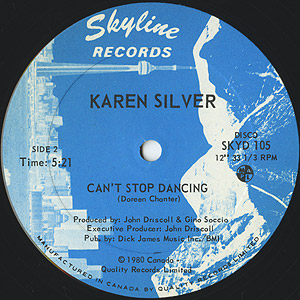 Skyline
RECORDS
KAREN SILVER
DISCO
SKYD 105
12" 33 1/3 RPM
SIDE 2
Time: 5:21
CAN'T STOP DANCING
(Doreen Chanter)
Produced by: John Driscoll & Gino Soccio
Executive Producer: John Driscoll
Pub. by: Dick James Music Inc. BMI
© 1980 Canada •
Quality Records Limited
MANUFACTURED IN CANADA BY QUALITY RECORDS LIMITED